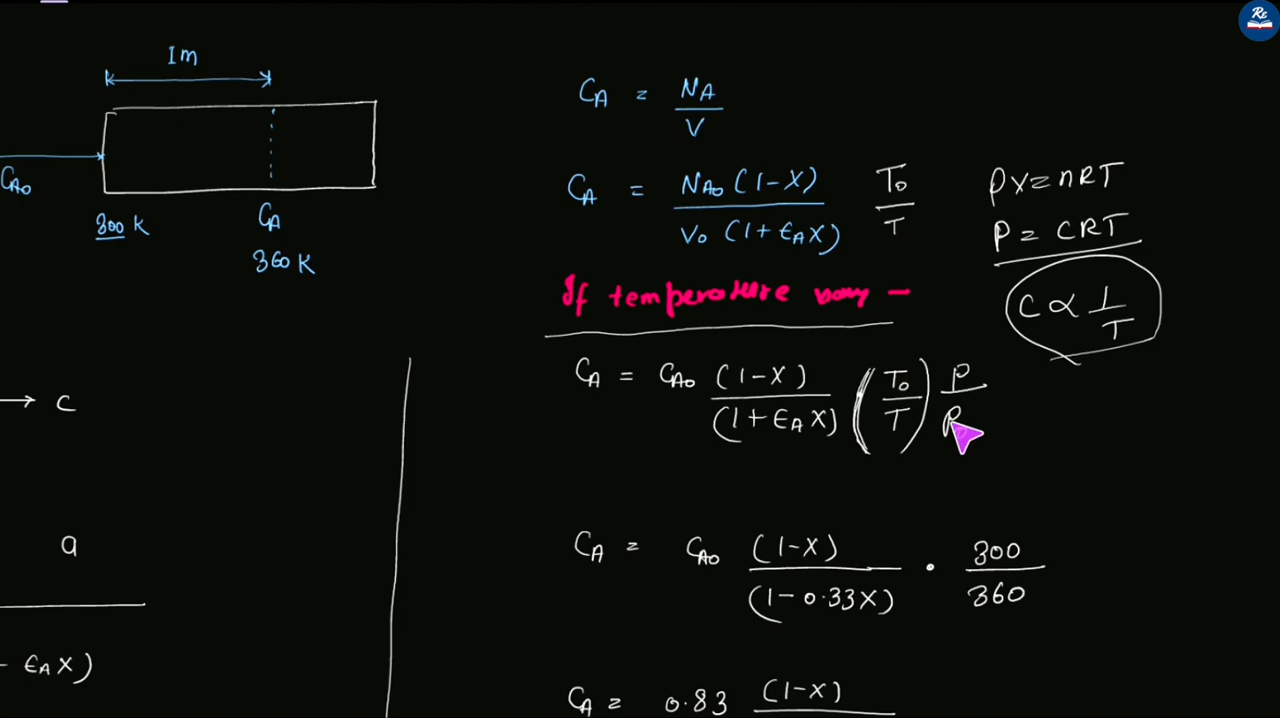 Re
1m
CA0
300 K
CA
360 K
→ C
a
- ϵA X)
CA = NA / V
CA = NA0 (1-X) / V0 (1+ϵAX) T0 / T
PV = nRT
P = CRT
C ∝ 1 / T
If temperature vary -
CA = CA0 (1-X) / (1+ϵAX) (T0 / T) P / P
CA = CA0 (1-X) / (1-0.33X) . 300 / 360
CA = 0.83 (1-X)